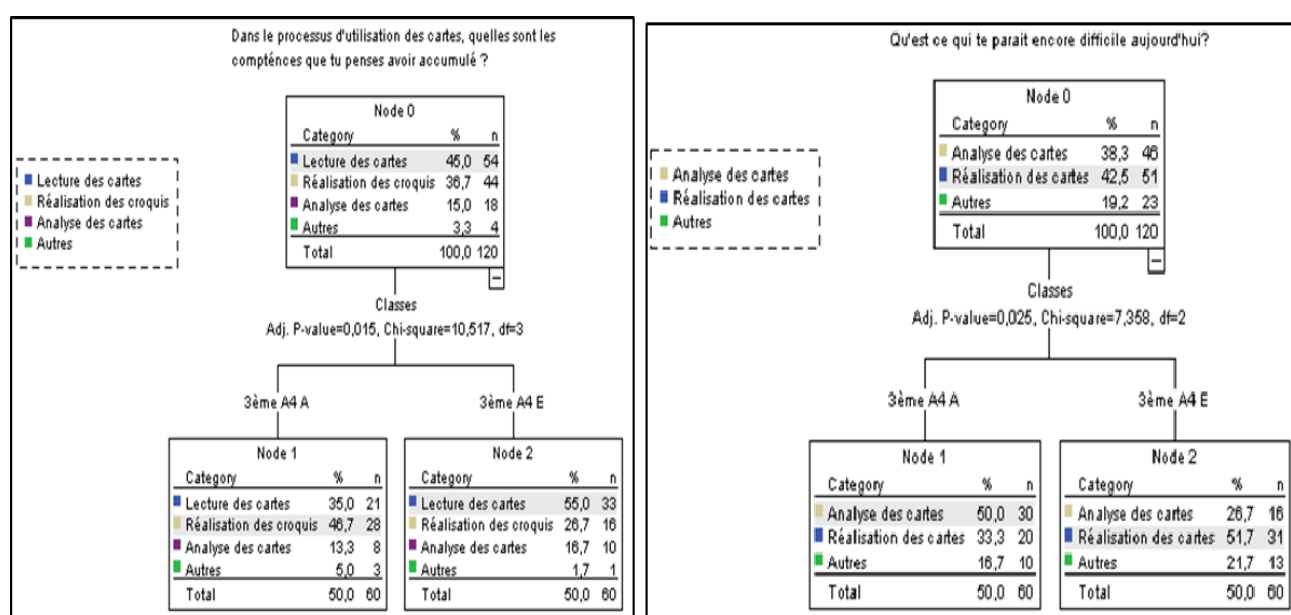 Dans le processus d'utilisation des cartes, quelles sont les
compténces que tu penses avoir accumulé ?
Lecture des cartes
Réalisation des croquis
Analyse des cartes
Autres
Node 0
Category % n
Lecture des cartes 45,0 54
Réalisation des croquis 36,7 44
Analyse des cartes 15,0 18
Autres 3,3 4
Total 100,0 120
Classes
Adj. P-value=0,015, Chi-square=10,517, df=3
3ème A4 A
3ème A4 E
Node 1
Category % n
Lecture des cartes 35,0 21
Réalisation des croquis 46,7 28
Analyse des cartes 13,3 8
Autres 5,0 3
Total 50,0 60
Node 2
Category % n
Lecture des cartes 55,0 33
Réalisation des croquis 26,7 16
Analyse des cartes 16,7 10
Autres 1,7 1
Total 50,0 60
Qu'est ce qui te parait encore difficile aujourd'hui?
Analyse des cartes
Réalisation des cartes
Autres
Node 0
Category % n
Analyse des cartes 38,3 46
Réalisation des cartes 42,5 51
Autres 19,2 23
Total 100,0 120
Classes
Adj. P-value=0,025, Chi-square=7,358, df=2
3ème A4 A
3ème A4 E
Node 1
Category % n
Analyse des cartes 50,0 30
Réalisation des cartes 33,3 20
Autres 16,7 10
Total 50,0 60
Node 2
Category % n
Analyse des cartes 26,7 16
Réalisation des cartes 51,7 31
Autres 21,7 13
Total 50,0 60